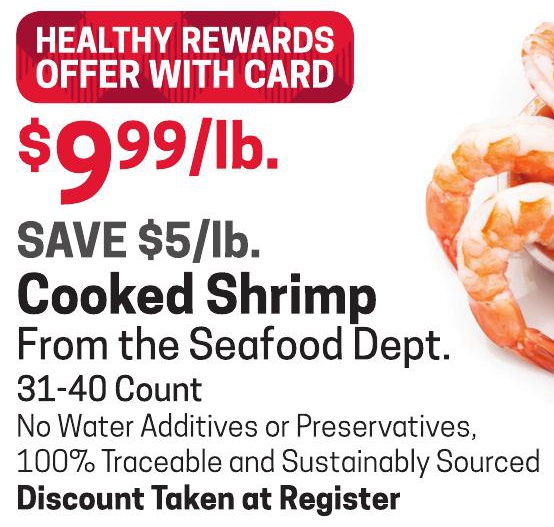 HEALTHY REWARDS
OFFER WITH CARD
$9.99/lb.
SAVE $5/lb.
Cooked Shrimp
From the Seafood Dept.
31-40 Count
No Water Additives or Preservatives,
100% Traceable and Sustainably Sourced
Discount Taken at Register